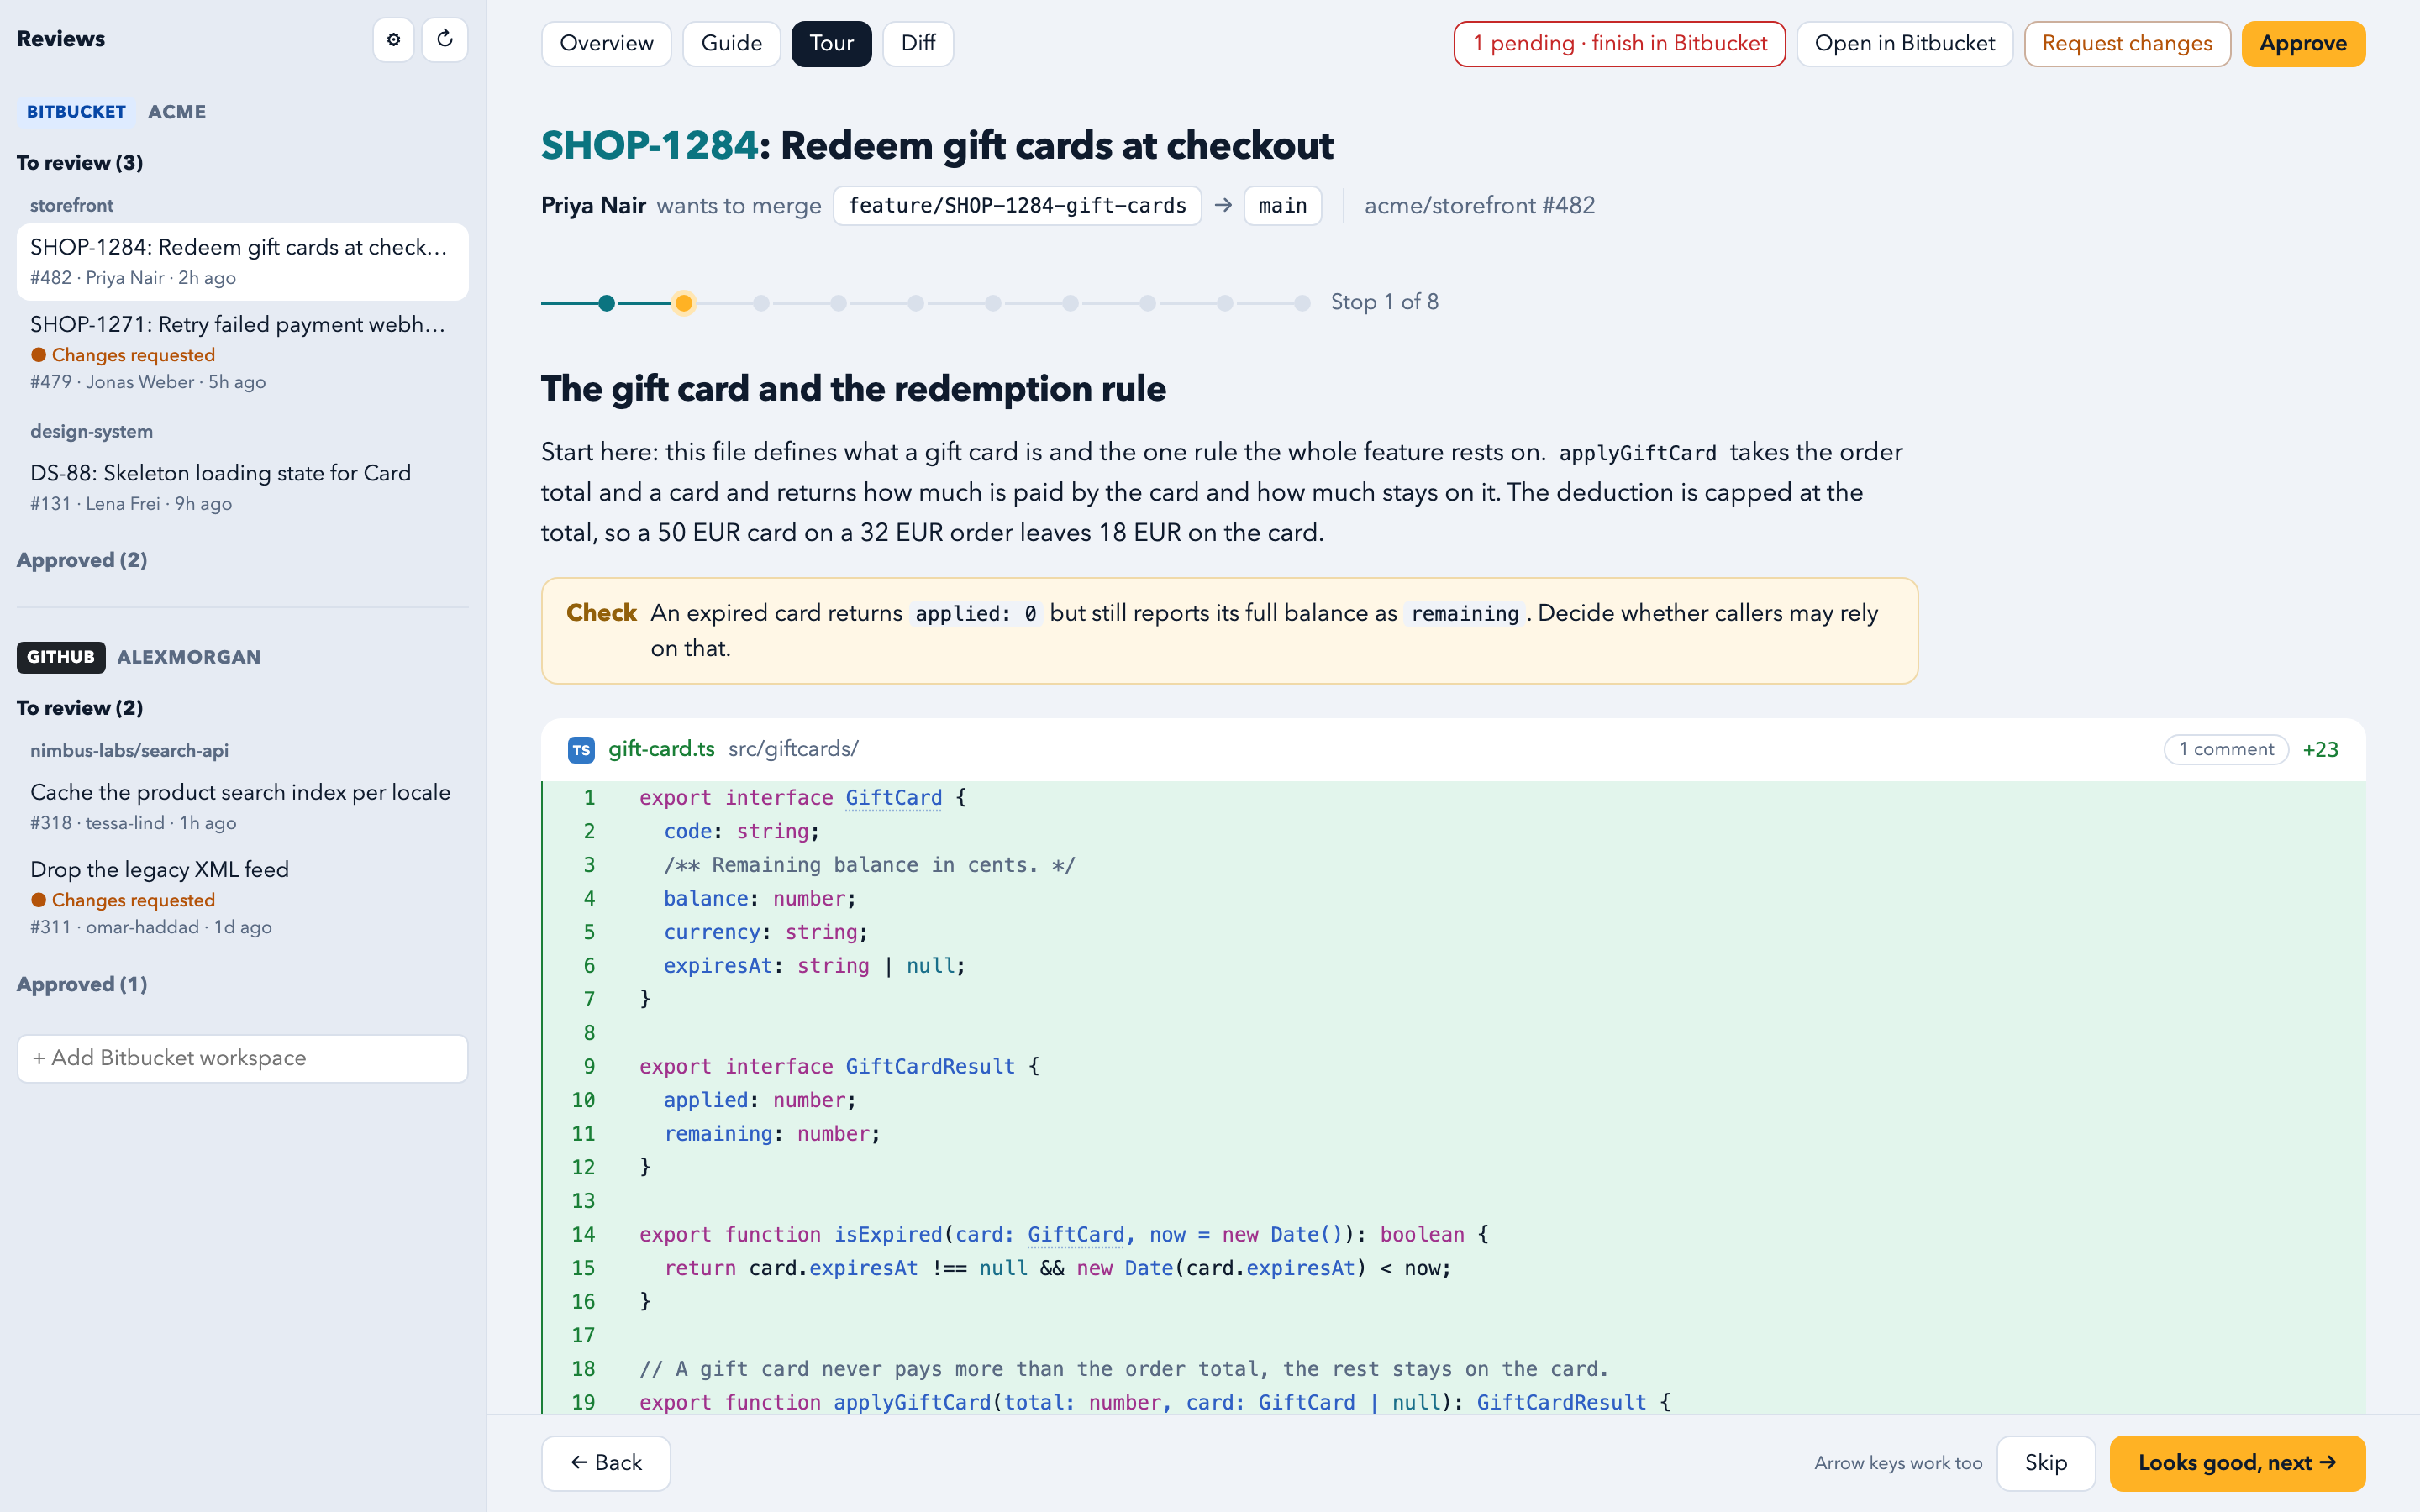 Reviews
⚙ ↻
BITBUCKET ACME
To review (3)
storefront
SHOP-1284: Redeem gift cards at check...
#482 · Priya Nair · 2h ago
SHOP-1271: Retry failed payment webh...
Changes requested
#479 · Jonas Weber · 5h ago
design-system
DS-88: Skeleton loading state for Card
#131 · Lena Frei · 9h ago
Approved (2)
GITHUB ALEXMORGAN
To review (2)
nimbus-labs/search-api
Cache the product search index per locale
#318 · tessa-lind · 1h ago
Drop the legacy XML feed
Changes requested
#311 · omar-haddad · 1d ago
Approved (1)
+ Add Bitbucket workspace
Overview Guide Tour Diff
1 pending · finish in Bitbucket Open in Bitbucket Request changes Approve
SHOP-1284: Redeem gift cards at checkout
Priya Nair wants to merge feature/SHOP-1284-gift-cards → main acme/storefront #482
Stop 1 of 8
The gift card and the redemption rule
Start here: this file defines what a gift card is and the one rule the whole feature rests on. applyGiftCard takes the order
total and a card and returns how much is paid by the card and how much stays on it. The deduction is capped at the
total, so a 50 EUR card on a 32 EUR order leaves 18 EUR on the card.
Check An expired card returns applied: 0 but still reports its full balance as remaining. Decide whether callers may rely
on that.
TS gift-card.ts src/giftcards/ 1 comment +23
1 export interface GiftCard {
2 code: string;
3 /** Remaining balance in cents. */
4 balance: number;
5 currency: string;
6 expiresAt: string | null;
7 }
8
9 export interface GiftCardResult {
10 applied: number;
11 remaining: number;
12 }
13
14 export function isExpired(card: GiftCard, now = new Date()): boolean {
15 return card.expiresAt !== null && new Date(card.expiresAt) < now;
16 }
17
18 // A gift card never pays more than the order total, the rest stays on the card.
19 export function applyGiftCard(total: number, card: GiftCard | null): GiftCardResult {
← Back
Arrow keys work too Skip Looks good, next →